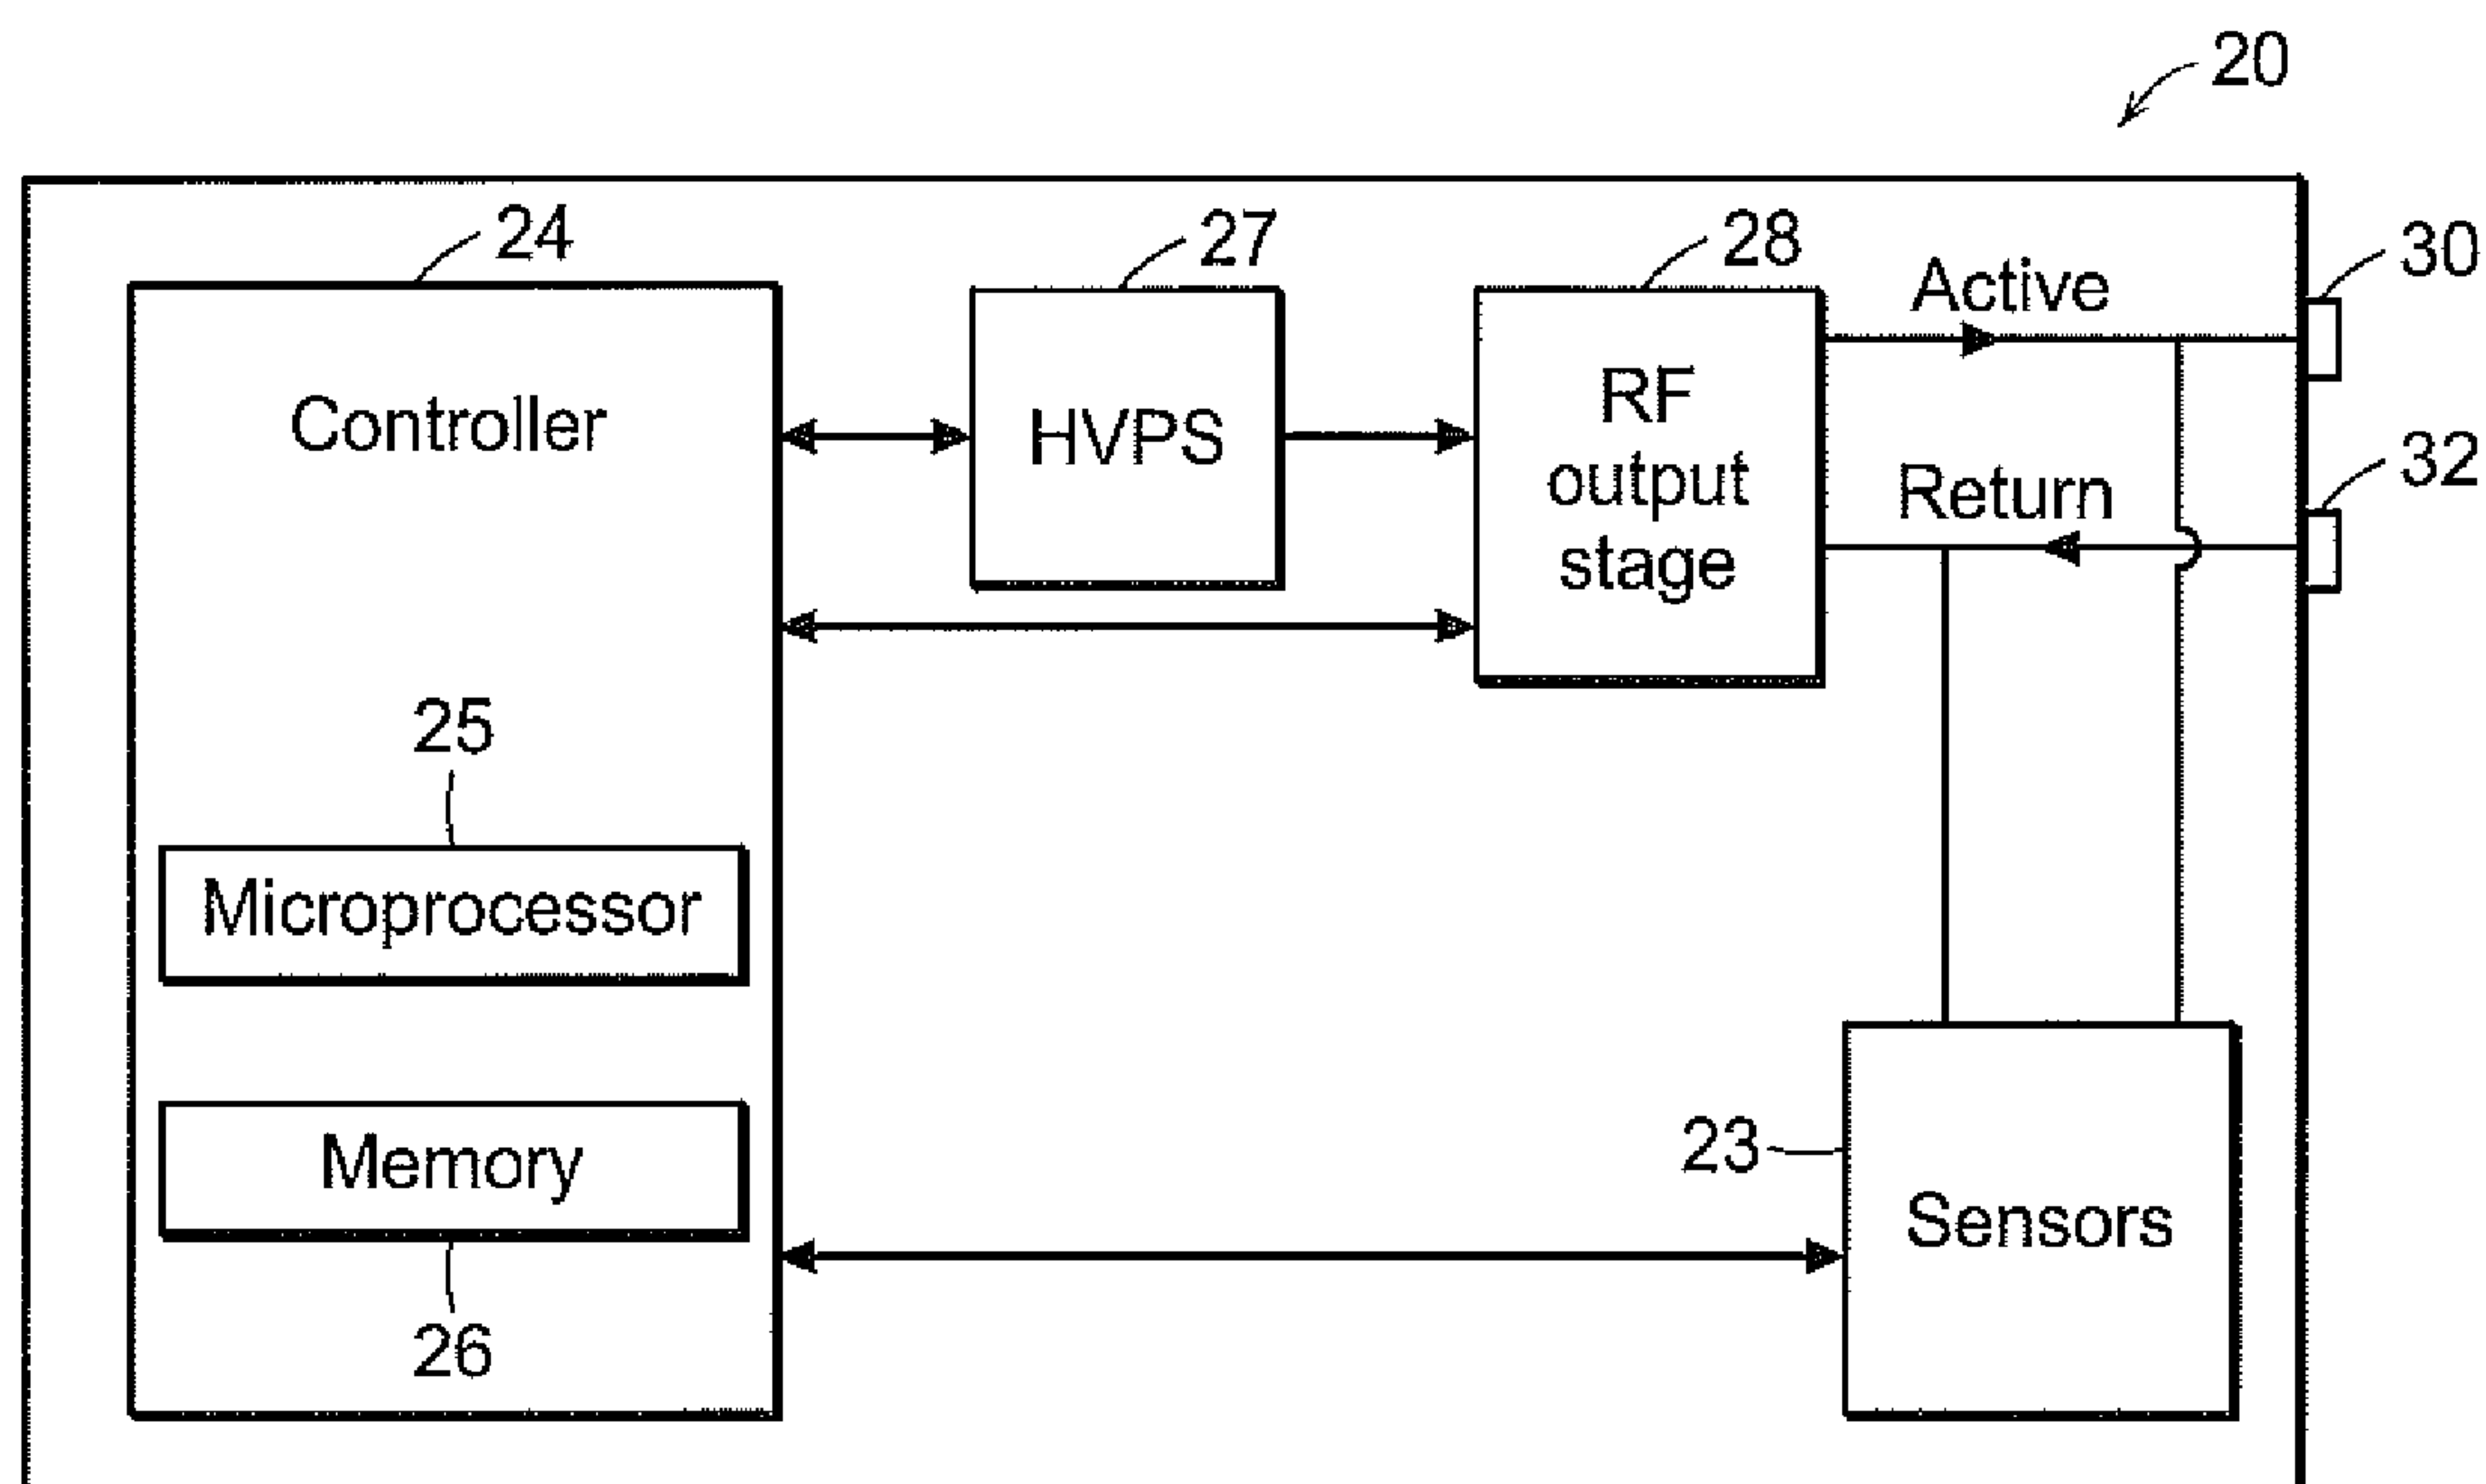 20
24
27
28
30
Active
Controller
HVPS
RF
output
stage
Return
32
25
Microprocessor
Memory
26
23
Sensors